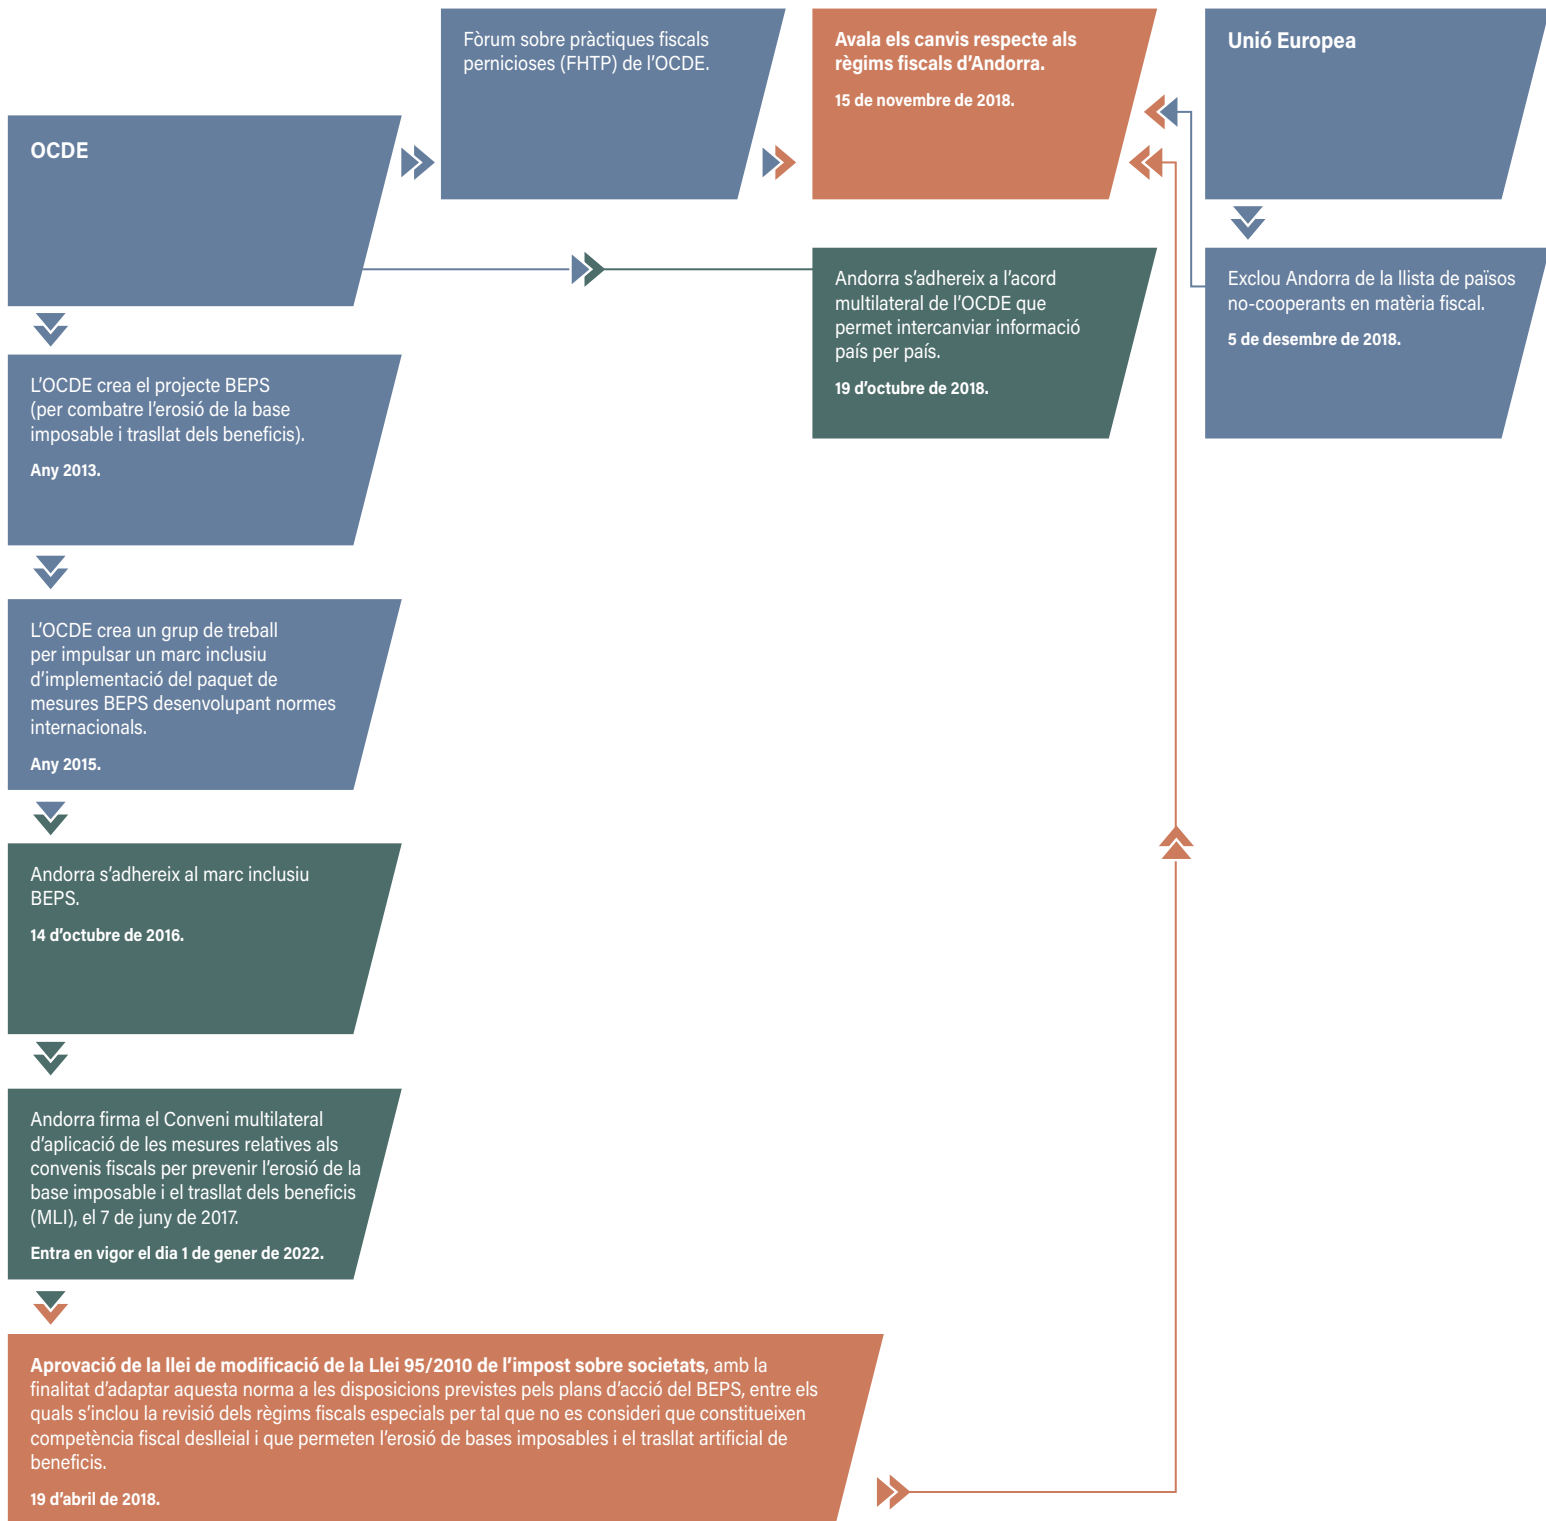 Fòrum sobre pràctiques fiscals
pernicioses (FHTP) de l’OCDE.
Avala els canvis respecte als
règims fiscals d’Andorra.
15 de novembre de 2018.
Unió Europea
OCDE
Andorra s’adhereix a l’acord
multilateral de l’OCDE que
permet intercanviar informació
país per país.
19 d’octubre de 2018.
Exclou Andorra de la llista de països
no-cooperants en matèria fiscal.
5 de desembre de 2018.
L’OCDE crea el projecte BEPS
(per combatre l’erosió de la base
imposable i trasllat dels beneficis).
Any 2013.
L’OCDE crea un grup de treball
per impulsar un marc inclusiu
d’implementació del paquet de
mesures BEPS desenvolupant normes
internacionals.
Any 2015.
Andorra s’adhereix al marc inclusiu
BEPS.
14 d’octubre de 2016.
Andorra firma el Conveni multilateral
d’aplicació de les mesures relatives als
convenis fiscals per prevenir l’erosió de la
base imposable i el trasllat dels beneficis
(MLI), el 7 de juny de 2017.
Entra en vigor el dia 1 de gener de 2022.
Aprovació de la llei de modificació de la Llei 95/2010 de l’impost sobre societats, amb la
finalitat d’adaptar aquesta norma a les disposicions previstes pels plans d’acció del BEPS, entre els
quals s’inclou la revisió dels règims fiscals especials per tal que no es consideri que constitueixen
competència fiscal deslleial i que permeten l’erosió de bases imposables i el trasllat artificial de
beneficis.
19 d’abril de 2018.